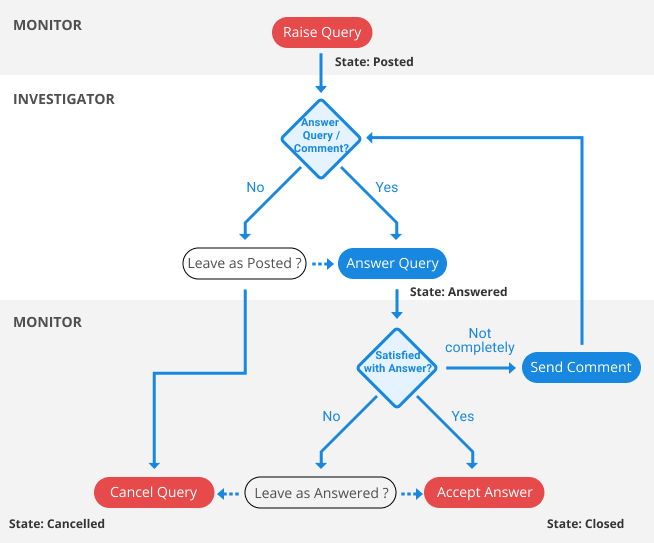 MONITOR
Raise Query
State: Posted
INVESTIGATOR
Answer
Query /
Comment?
No
Yes
Leave as Posted ?
Answer Query
State: Answered
MONITOR
Not
completely
Satisfied
with Answer?
Send Comment
No
Yes
Cancel Query
Leave as Answered ?
Accept Answer
State: Cancelled
State: Closed